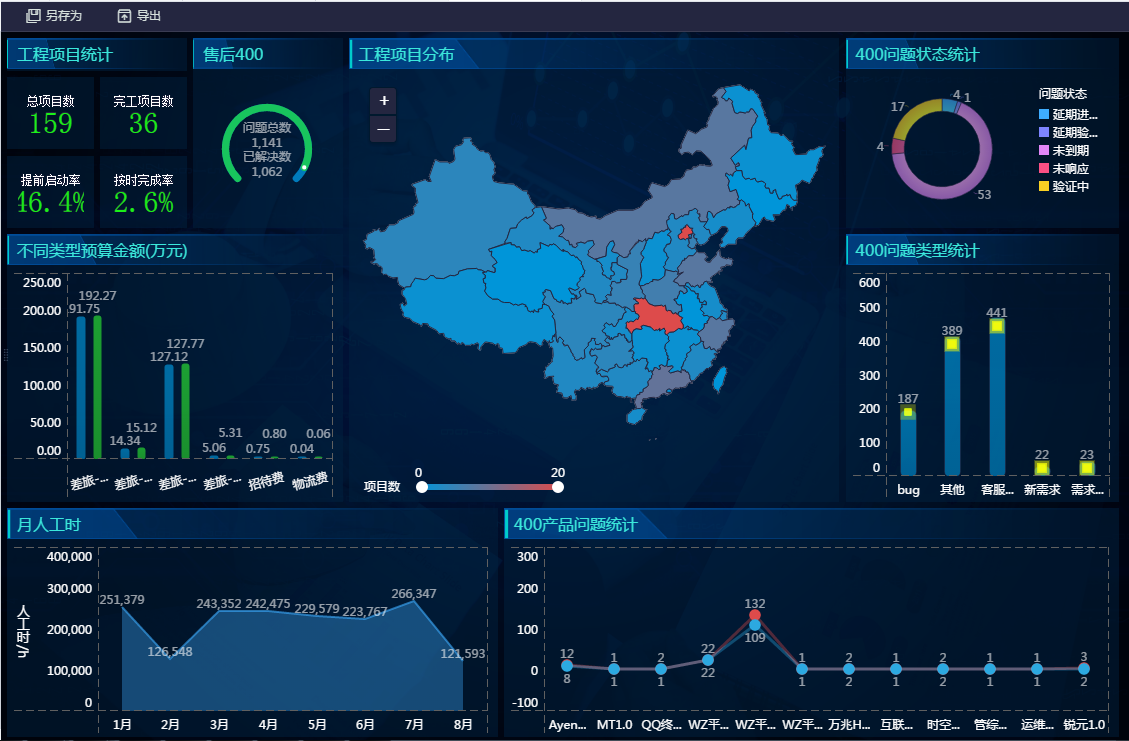 另存为 导出
工程项目统计
总项目数 完工项目数
159 36
提前启动率 按时完成率
46.4% 2.6%
售后400
问题总数
1,141
已解决数
1,062
工程项目分布
+
—
项目数 0 20
400问题状态统计
17 4 1
4
53
问题状态
延期进...
延期验...
未到期
未响应
验证中
不同类型预算金额(万元)
250.00
200.00
150.00
100.00
50.00
0.00
192.27
91.75
15.12
14.34
127.77
127.12
5.31
5.06
0.80
0.75
0.06
0.04
差旅-... 差旅-... 差旅-... 差旅-... 招待费 物流费
400问题类型统计
600
500
400
300
200
100
0
187 389 441 22 23
bug 其他 客服... 新需求 需求...
月人工时
人工时/h
400,000
300,000
200,000
100,000
0
251,379 126,548 243,352 242,475 229,579 223,767 266,347 121,593
1月 2月 3月 4月 5月 6月 7月 8月
400产品问题统计
300
200
100
0
-100
12 1 2 22 132 1 2 1 2 1 1 3
8 1 1 22 109 1 2 1 2 1 1 2
Ayen... MT1.0 QQ终... WZ平... WZ平... WZ平... 万兆H... 互联... 时空... 管综... 运维... 锐元1.0